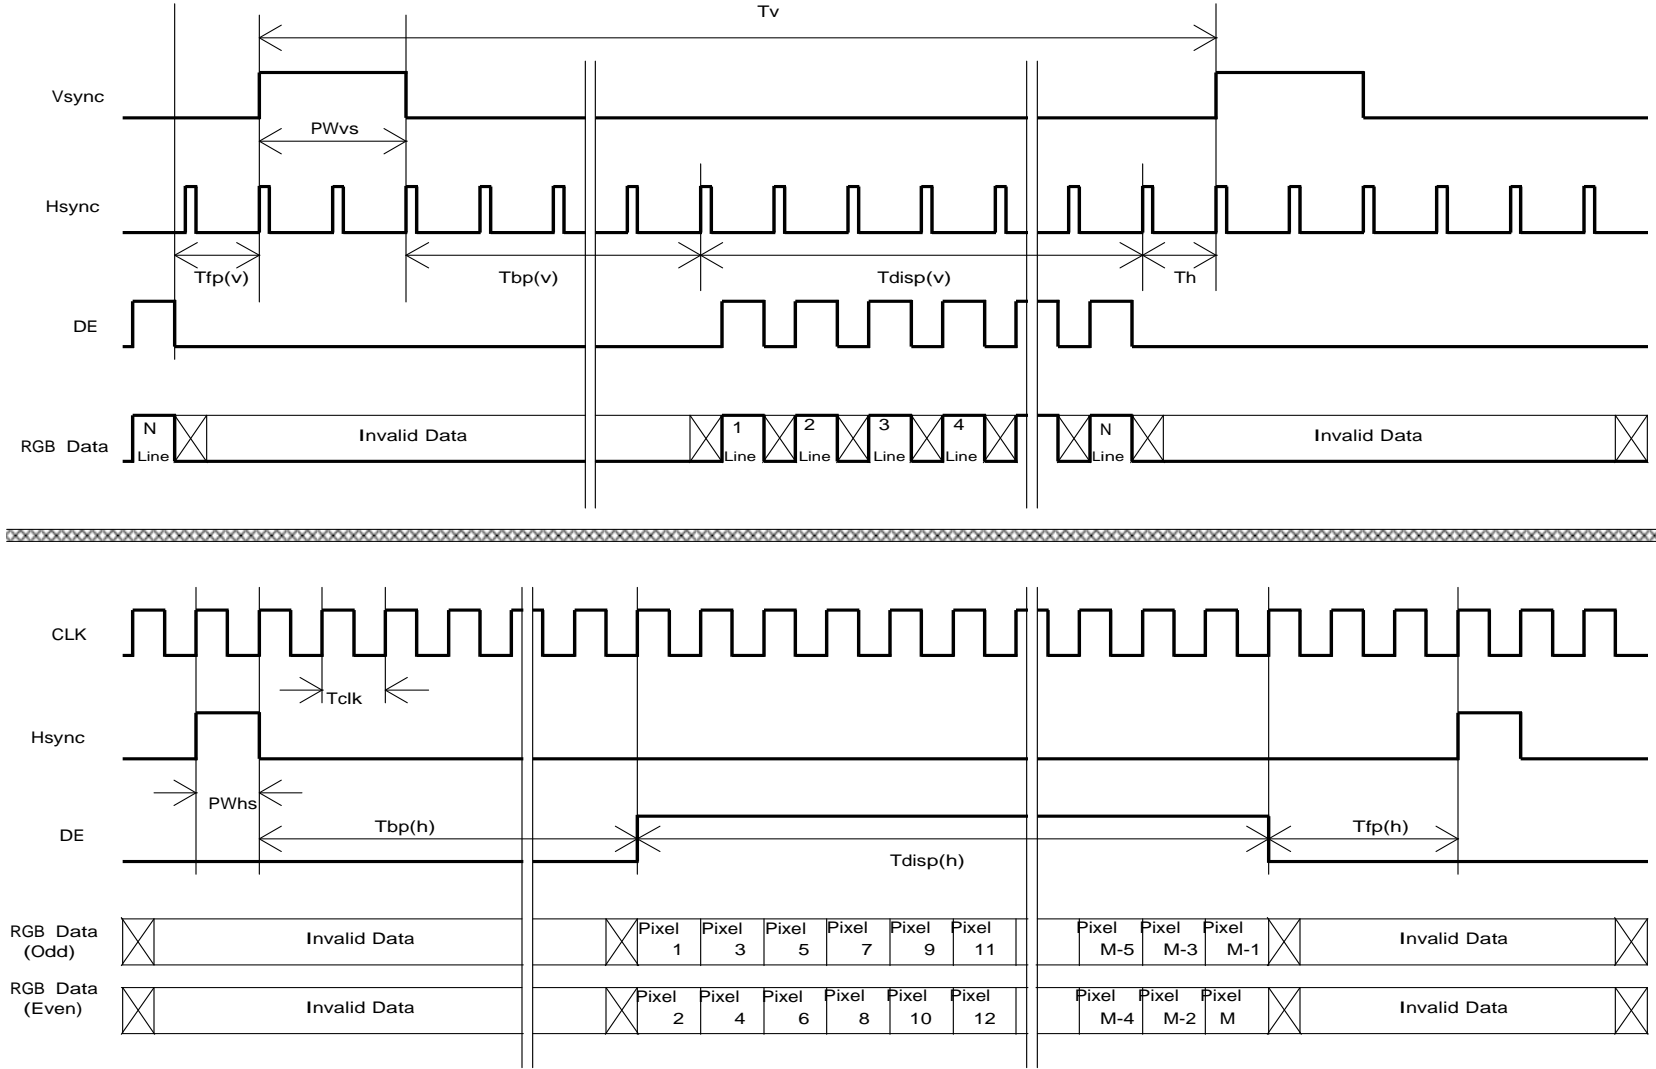 Tv
Vsync
PWvs
Hsync
Tfp(v) Tbp(v) Tdisp(v) Th
DE
RGB Data
N
Line
Invalid Data
1
Line
2
Line
3
Line
4
Line
N
Line
Invalid Data
CLK
Tclk
Hsync
PWhs
DE
Tbp(h)
Tdisp(h)
Tfp(h)
RGB Data
(Odd)
Invalid Data
Pixel
1
Pixel
3
Pixel
5
Pixel
7
Pixel
9
Pixel
11
Pixel
M-5
Pixel
M-3
Pixel
M-1
Invalid Data
RGB Data
(Even)
Invalid Data
Pixel
2
Pixel
4
Pixel
6
Pixel
8
Pixel
10
Pixel
12
Pixel
M-4
Pixel
M-2
Pixel
M
Invalid Data